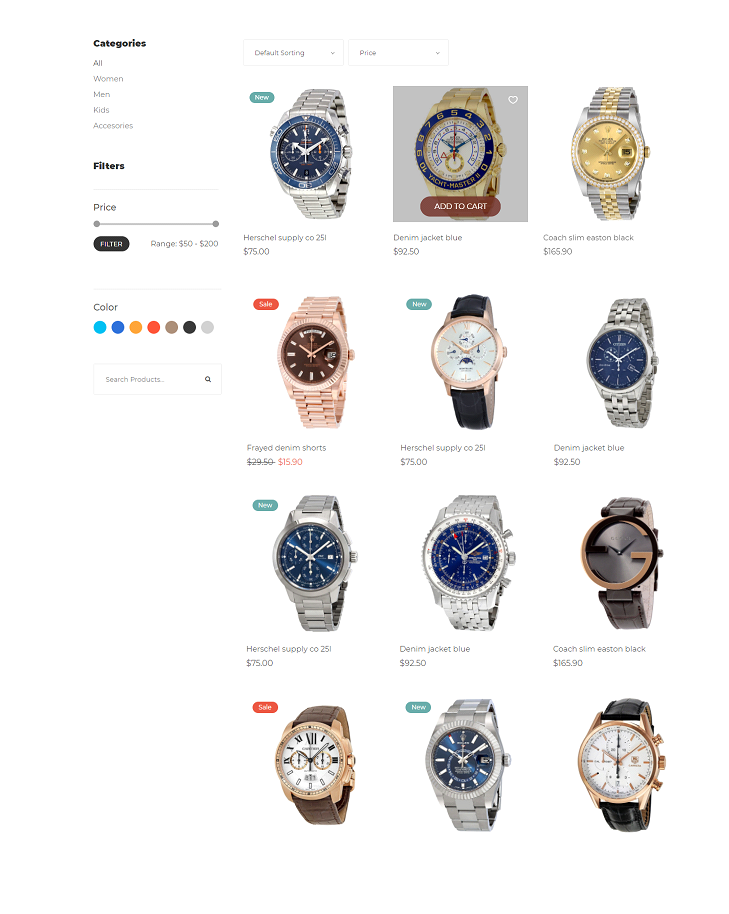 Categories
All
Women
Men
Kids
Accesories
Filters
Price
FILTER
Range: $50 - $200
Color
Search Products...
Default Sorting
Price
New
YACHT-MASTER II
ADD TO CART
Herschel supply co 25l
$75.00
Denim jacket blue
$92.50
Coach slim easton black
$165.90
Sale
New
Frayed denim shorts
$29.50 $15.90
Herschel supply co 25l
$75.00
Denim jacket blue
$92.50
New
Herschel supply co 25l
$75.00
Denim jacket blue
$92.50
Coach slim easton black
$165.90
Sale
New